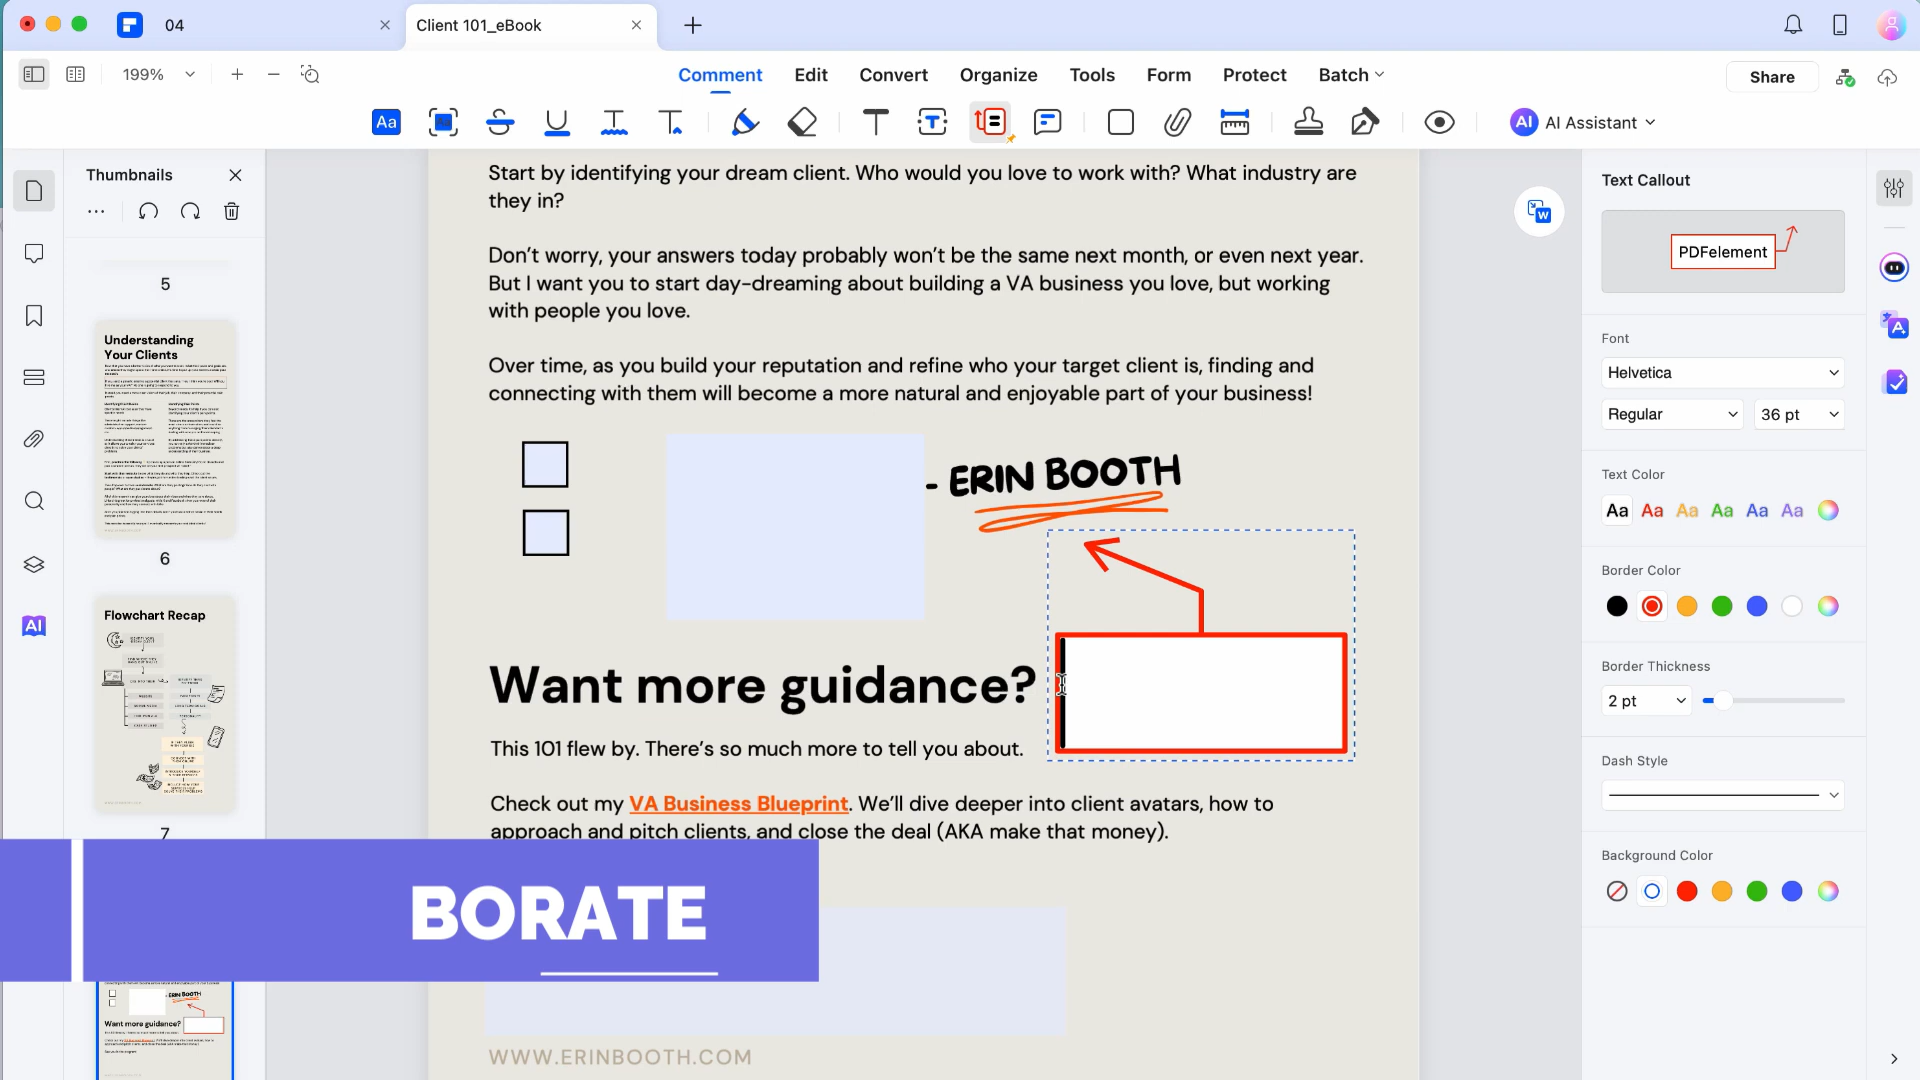 04
Client 101_eBook
199%
Comment
Edit
Convert
Organize
Tools
Form
Protect
Batch
Share
Aa
T
AI AI Assistant
Thumbnails
5
Understanding
Your Clients
6
Flowchart Recap
7
ERIN BOOTH
Want more guidance?
AI
Start by identifying your dream client. Who would you love to work with? What industry are
they in?
Don't worry, your answers today probably won't be the same next month, or even next year.
But I want you to start day-dreaming about building a VA business you love, but working
with people you love.
Over time, as you build your reputation and refine who your target client is, finding and
connecting with them will become a more natural and enjoyable part of your business!
- ERIN BOOTH
Want more guidance?
This 101 flew by. There's so much more to tell you about.
Check out my VA Business Blueprint. We'll dive deeper into client avatars, how to
approach and pitch clients, and close the deal (AKA make that money).
BORATE
WWW.ERINBOOTH.COM
W
Text Callout
PDFelement
Font
Helvetica
Regular
36 pt
Text Color
Aa Aa Aa Aa Aa Aa
Border Color
Border Thickness
2 pt
Dash Style
Background Color
A
g